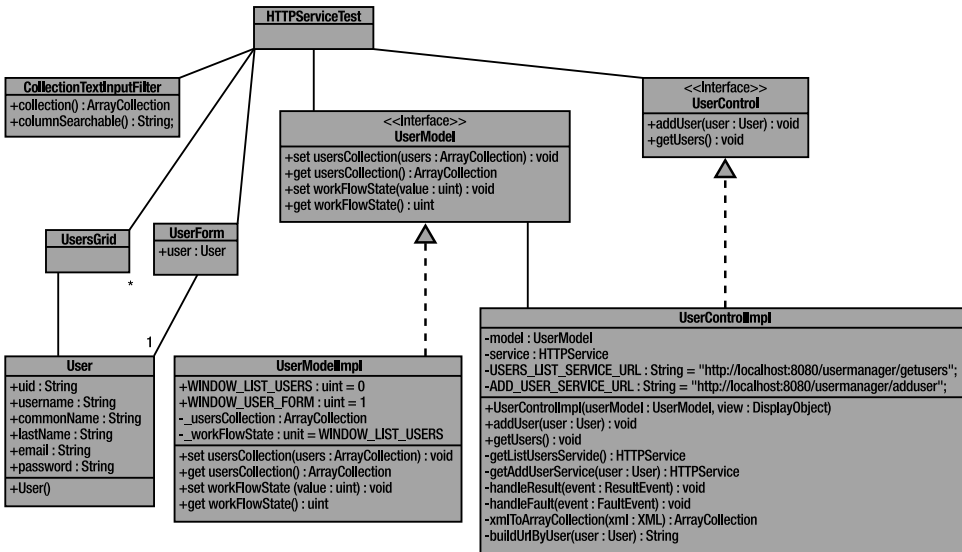 HTTPServiceTest
CollectionTextInputFilter
+collection() : ArrayCollection
+columnSearchable() : String;
<<Interface>>
UserModel
+set usersCollection(users : ArrayCollection) : void
+get usersCollection() : ArrayCollection
+set workFlowState(value : uint) : void
+get workFlowState() : uint
<<Interface>>
UserControl
+addUser(user : User) : void
+getUsers() : void
UsersGrid
*
UserForm
+user : User
1
User
+uid : String
+username : String
+commonName : String
+lastName : String
+email : String
+password : String
+User()
UserModelImpl
+WINDOW_LIST_USERS : uint = 0
+WINDOW_USER_FORM : uint = 1
-_usersCollection : ArrayCollection
-_workFlowState : unit = WINDOW_LIST_USERS
+set usersCollection(users : ArrayCollection) : void
+get usersCollection() : ArrayCollection
+set workFlowState (value : uint) : void
+get workFlowState() : uint
UserControlImpl
-model : UserModel
-service : HTTPService
-USERS_LIST_SERVICE_URL : String = "http://localhost:8080/usermanager/getusers";
-ADD_USER_SERVICE_URL : String = "http://localhost:8080/usermanager/adduser";
+UserControlImpl(userModel : UserModel, view : DisplayObject)
+addUser(user : User) : void
+getUsers() : void
-getListUsersServide() : HTTPService
-getAddUserService(user : User) : HTTPService
-handleResult(event : ResultEvent) : void
-handleFault(event : FaultEvent) : void
-xmlToArrayCollection(xml : XML) : ArrayCollection
-buildUrlByUser(user : User) : String